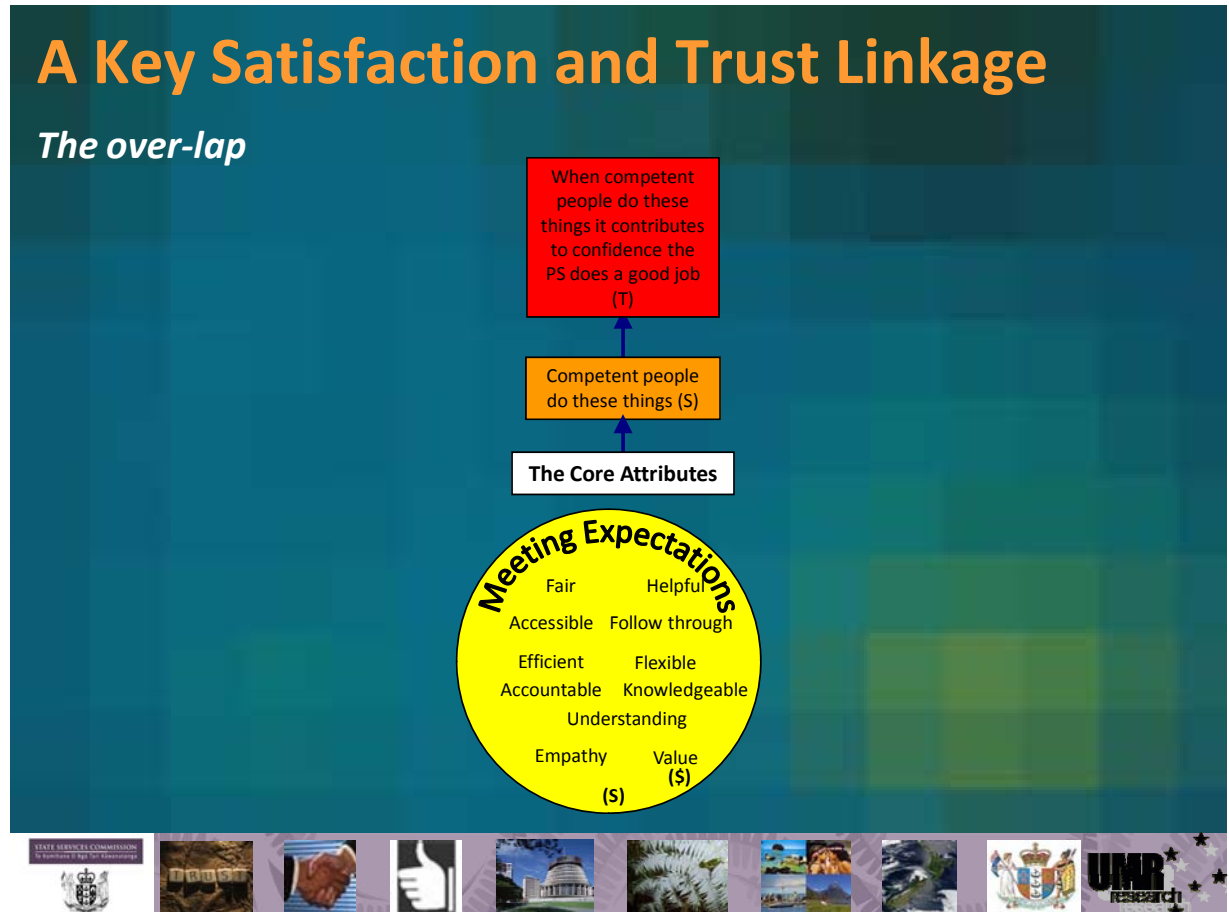 A Key Satisfaction and Trust Linkage
The over-lap
When competent
people do these
things it contributes
to confidence the
PS does a good job
(T)
Competent people
do these things (S)
The Core Attributes
Meeting Expectations
Fair Helpful
Accessible Follow through
Efficient Flexible
Accountable Knowledgeable
Understanding
Empathy Value
($)
(S)
STATE SERVICES COMMISSION
TRUST
UMR
research